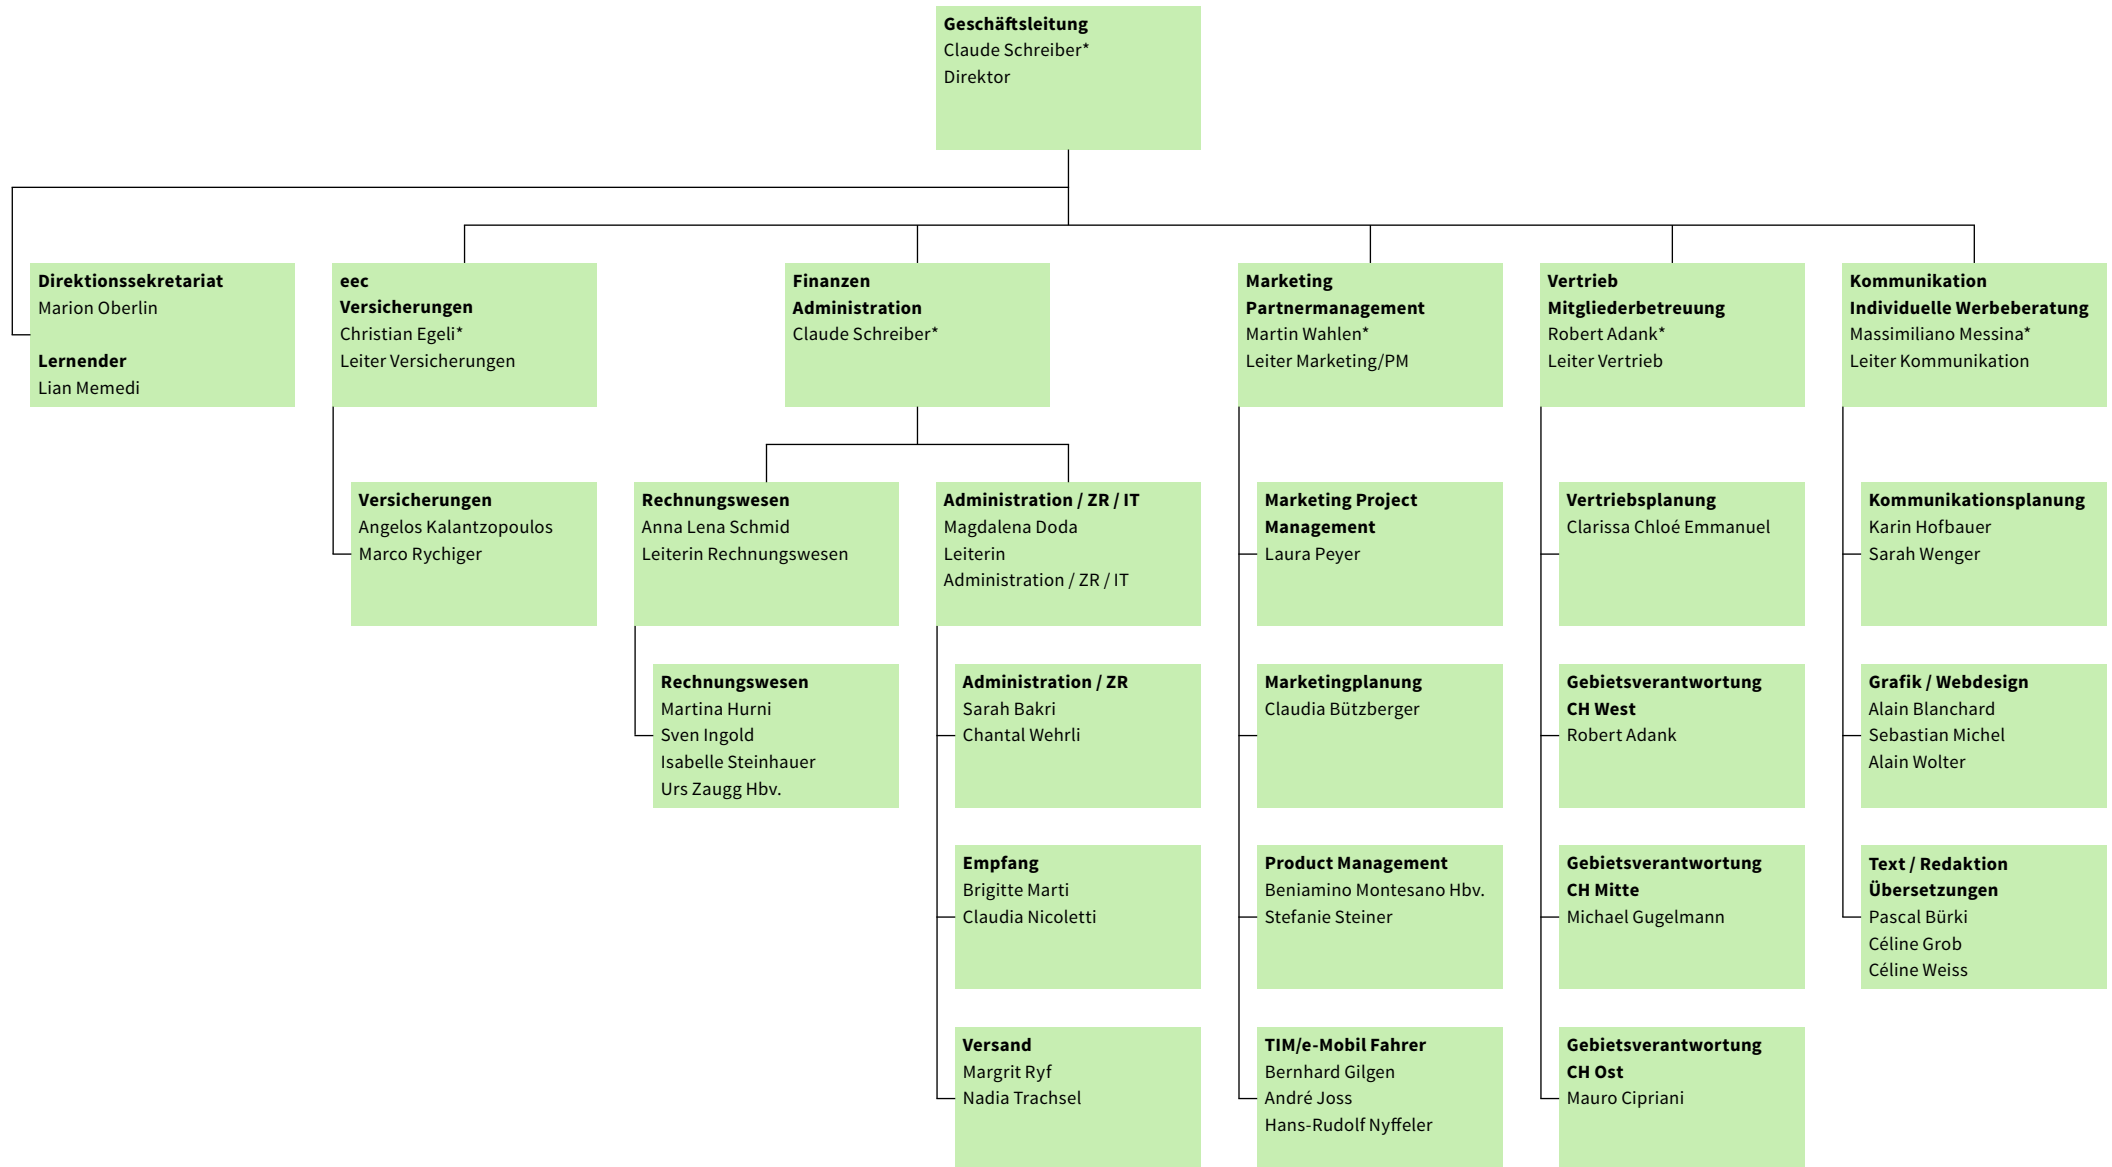 Geschäftsleitung
Claude Schreiber*
Direktor
Direktionssekretariat
Marion Oberlin
Lernender
Lian Memedi
eec
Versicherungen
Christian Egeli*
Leiter Versicherungen
Finanzen
Administration
Claude Schreiber*
Marketing
Partnermanagement
Martin Wahlen*
Leiter Marketing/PM
Vertrieb
Mitgliederbetreuung
Robert Adank*
Leiter Vertrieb
Kommunikation
Individuelle Werbeberatung
Massimiliano Messina*
Leiter Kommunikation
Versicherungen
Angelos Kalantzopoulos
Marco Rychiger
Rechnungswesen
Anna Lena Schmid
Leiterin Rechnungswesen
Administration / ZR / IT
Magdalena Doda
Leiterin
Administration / ZR / IT
Marketing Project
Management
Laura Peyer
Vertriebsplanung
Clarissa Chloé Emmanuel
Kommunikationsplanung
Karin Hofbauer
Sarah Wenger
Rechnungswesen
Martina Hurni
Sven Ingold
Isabelle Steinhauer
Urs Zaugg Hbv.
Administration / ZR
Sarah Bakri
Chantal Wehrli
Marketingplanung
Claudia Bützberger
Gebietsverantwortung
CH West
Robert Adank
Grafik / Webdesign
Alain Blanchard
Sebastian Michel
Alain Wolter
Empfang
Brigitte Marti
Claudia Nicoletti
Product Management
Beniamino Montesano Hbv.
Stefanie Steiner
Gebietsverantwortung
CH Mitte
Michael Gugelmann
Text / Redaktion
Übersetzungen
Pascal Bürki
Céline Grob
Céline Weiss
Versand
Margrit Ryf
Nadia Trachsel
TIM/e-Mobil Fahrer
Bernhard Gilgen
André Joss
Hans-Rudolf Nyffeler
Gebietsverantwortung
CH Ost
Mauro Cipriani